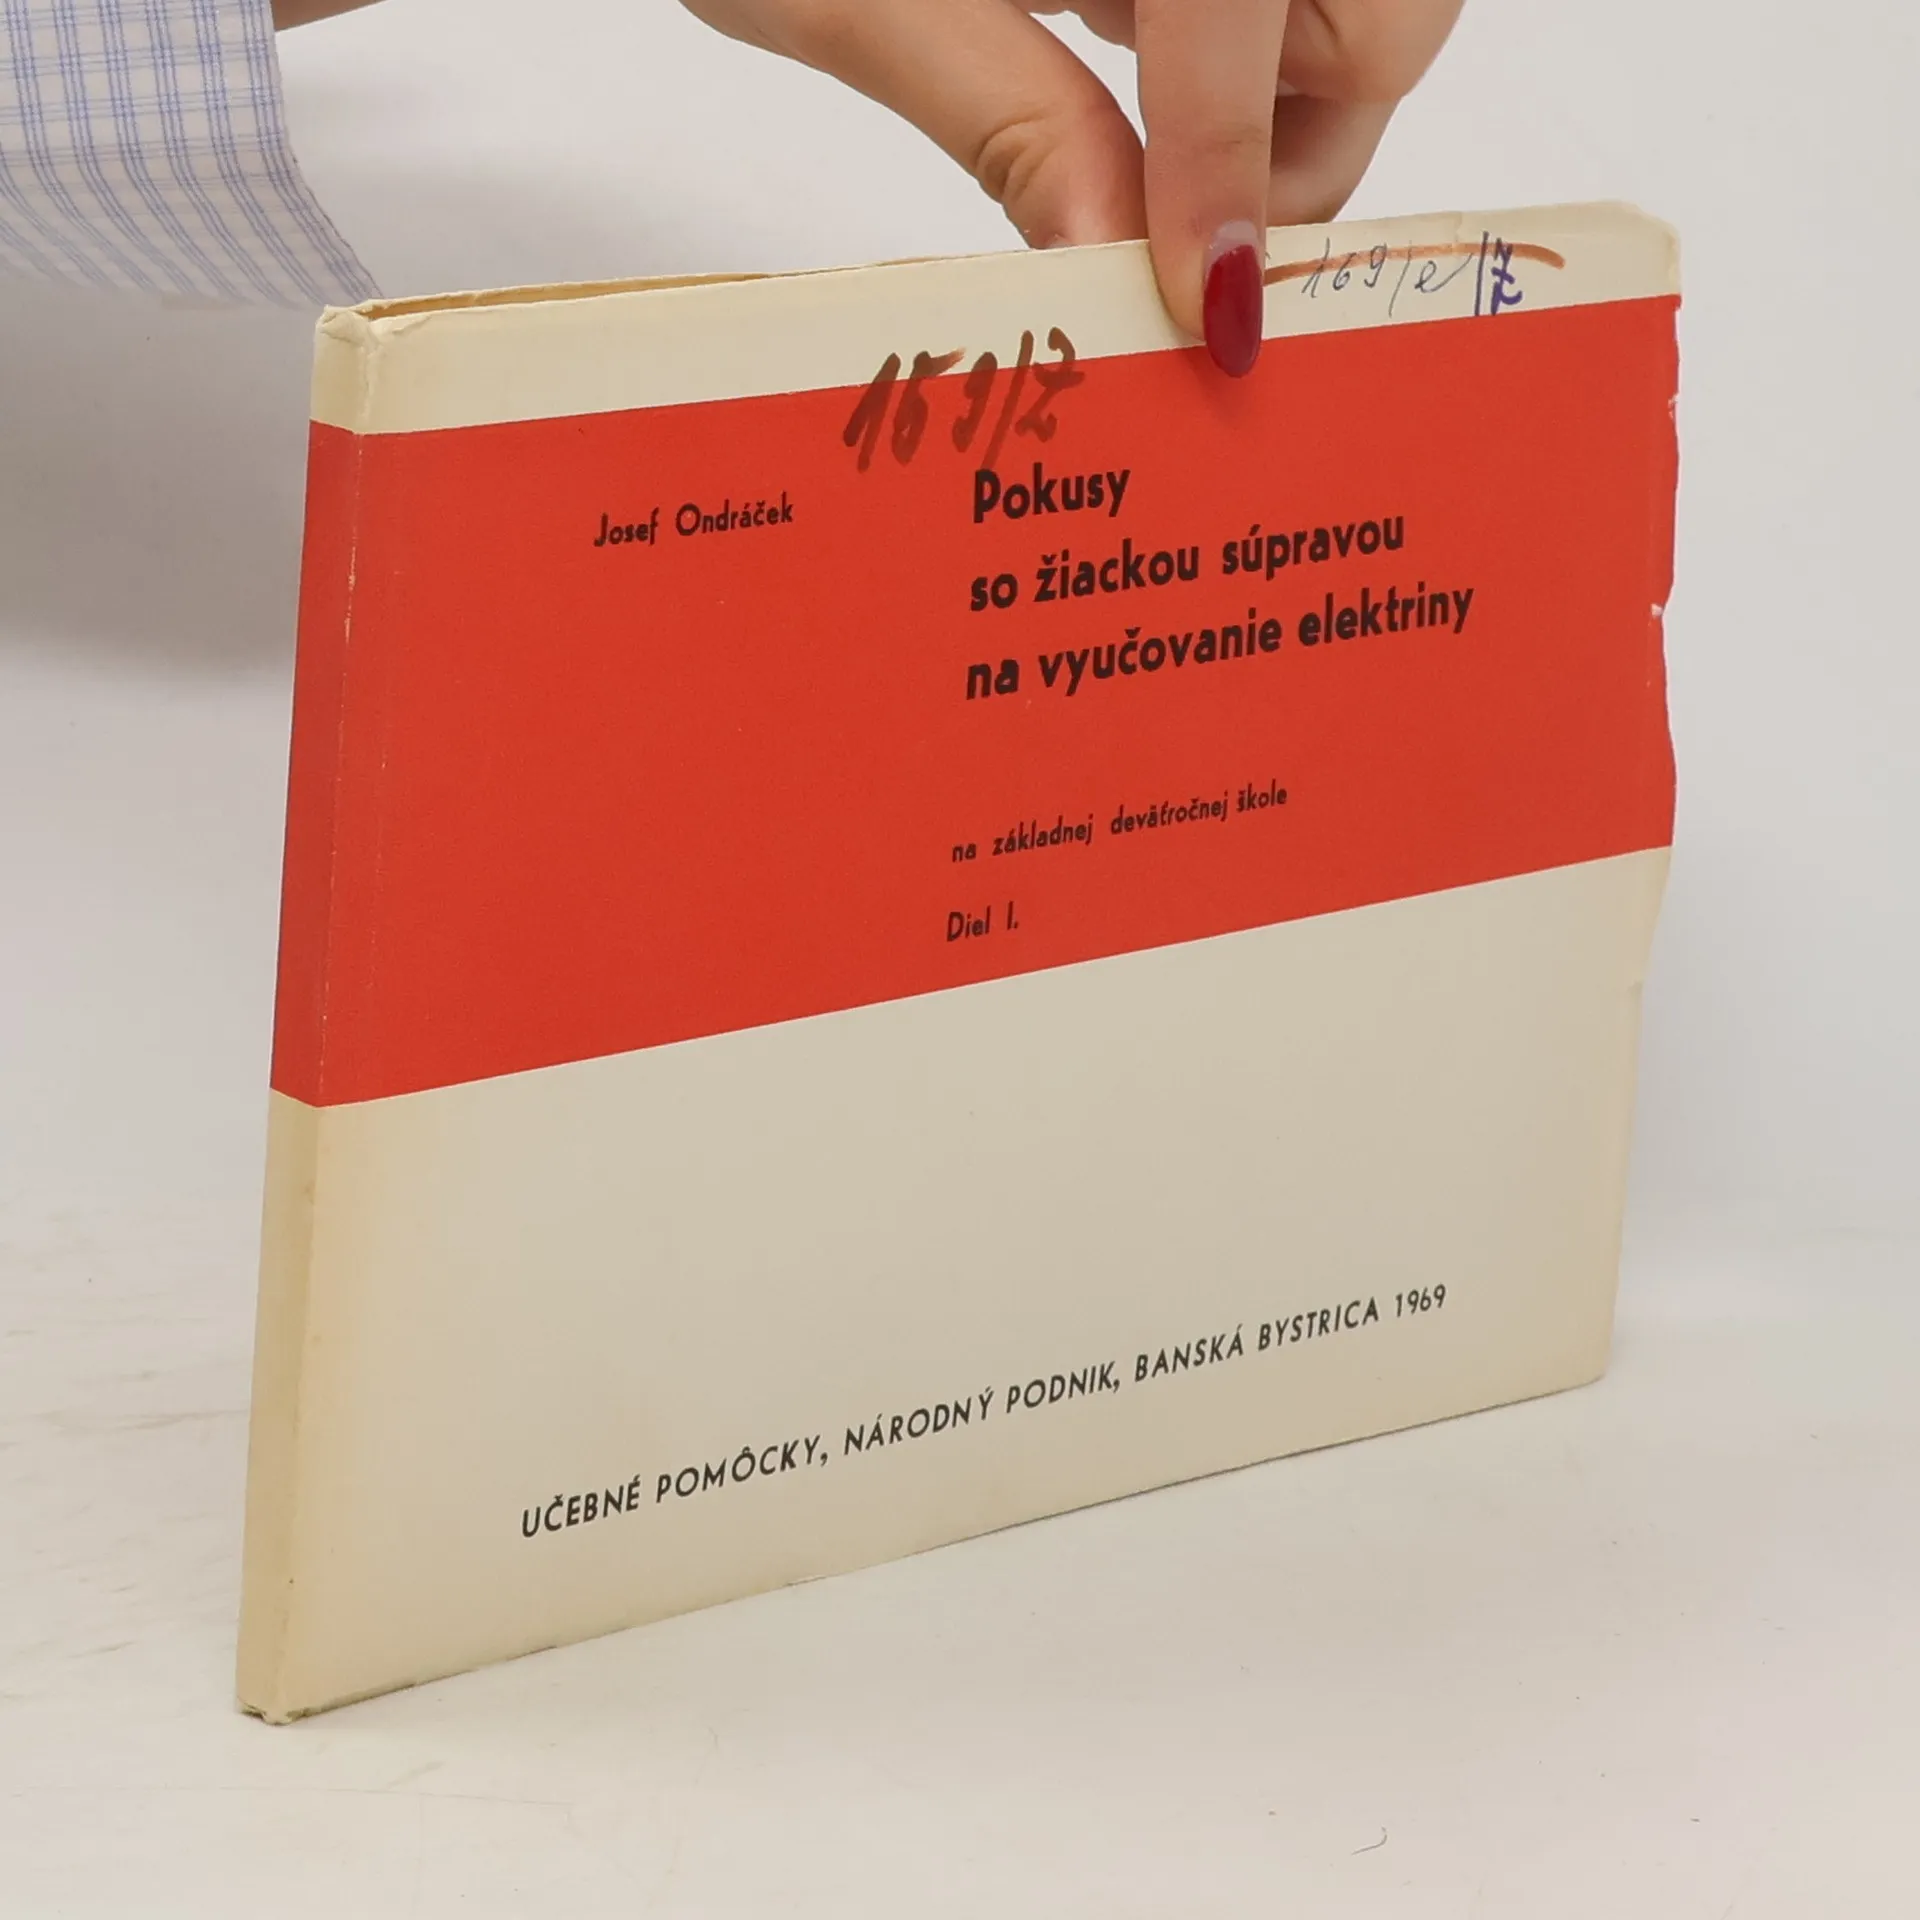 169/e/Z
159/Z
Josef Ondráček
Pokusy
so žiackou súpravou
na vyučovanie elektriny
na základnej deväťročnej škole
Diel I.
UČEBNÉ POMÔCKY, NÁRODNÝ PODNIK, BANSKÁ BYSTRICA 1969